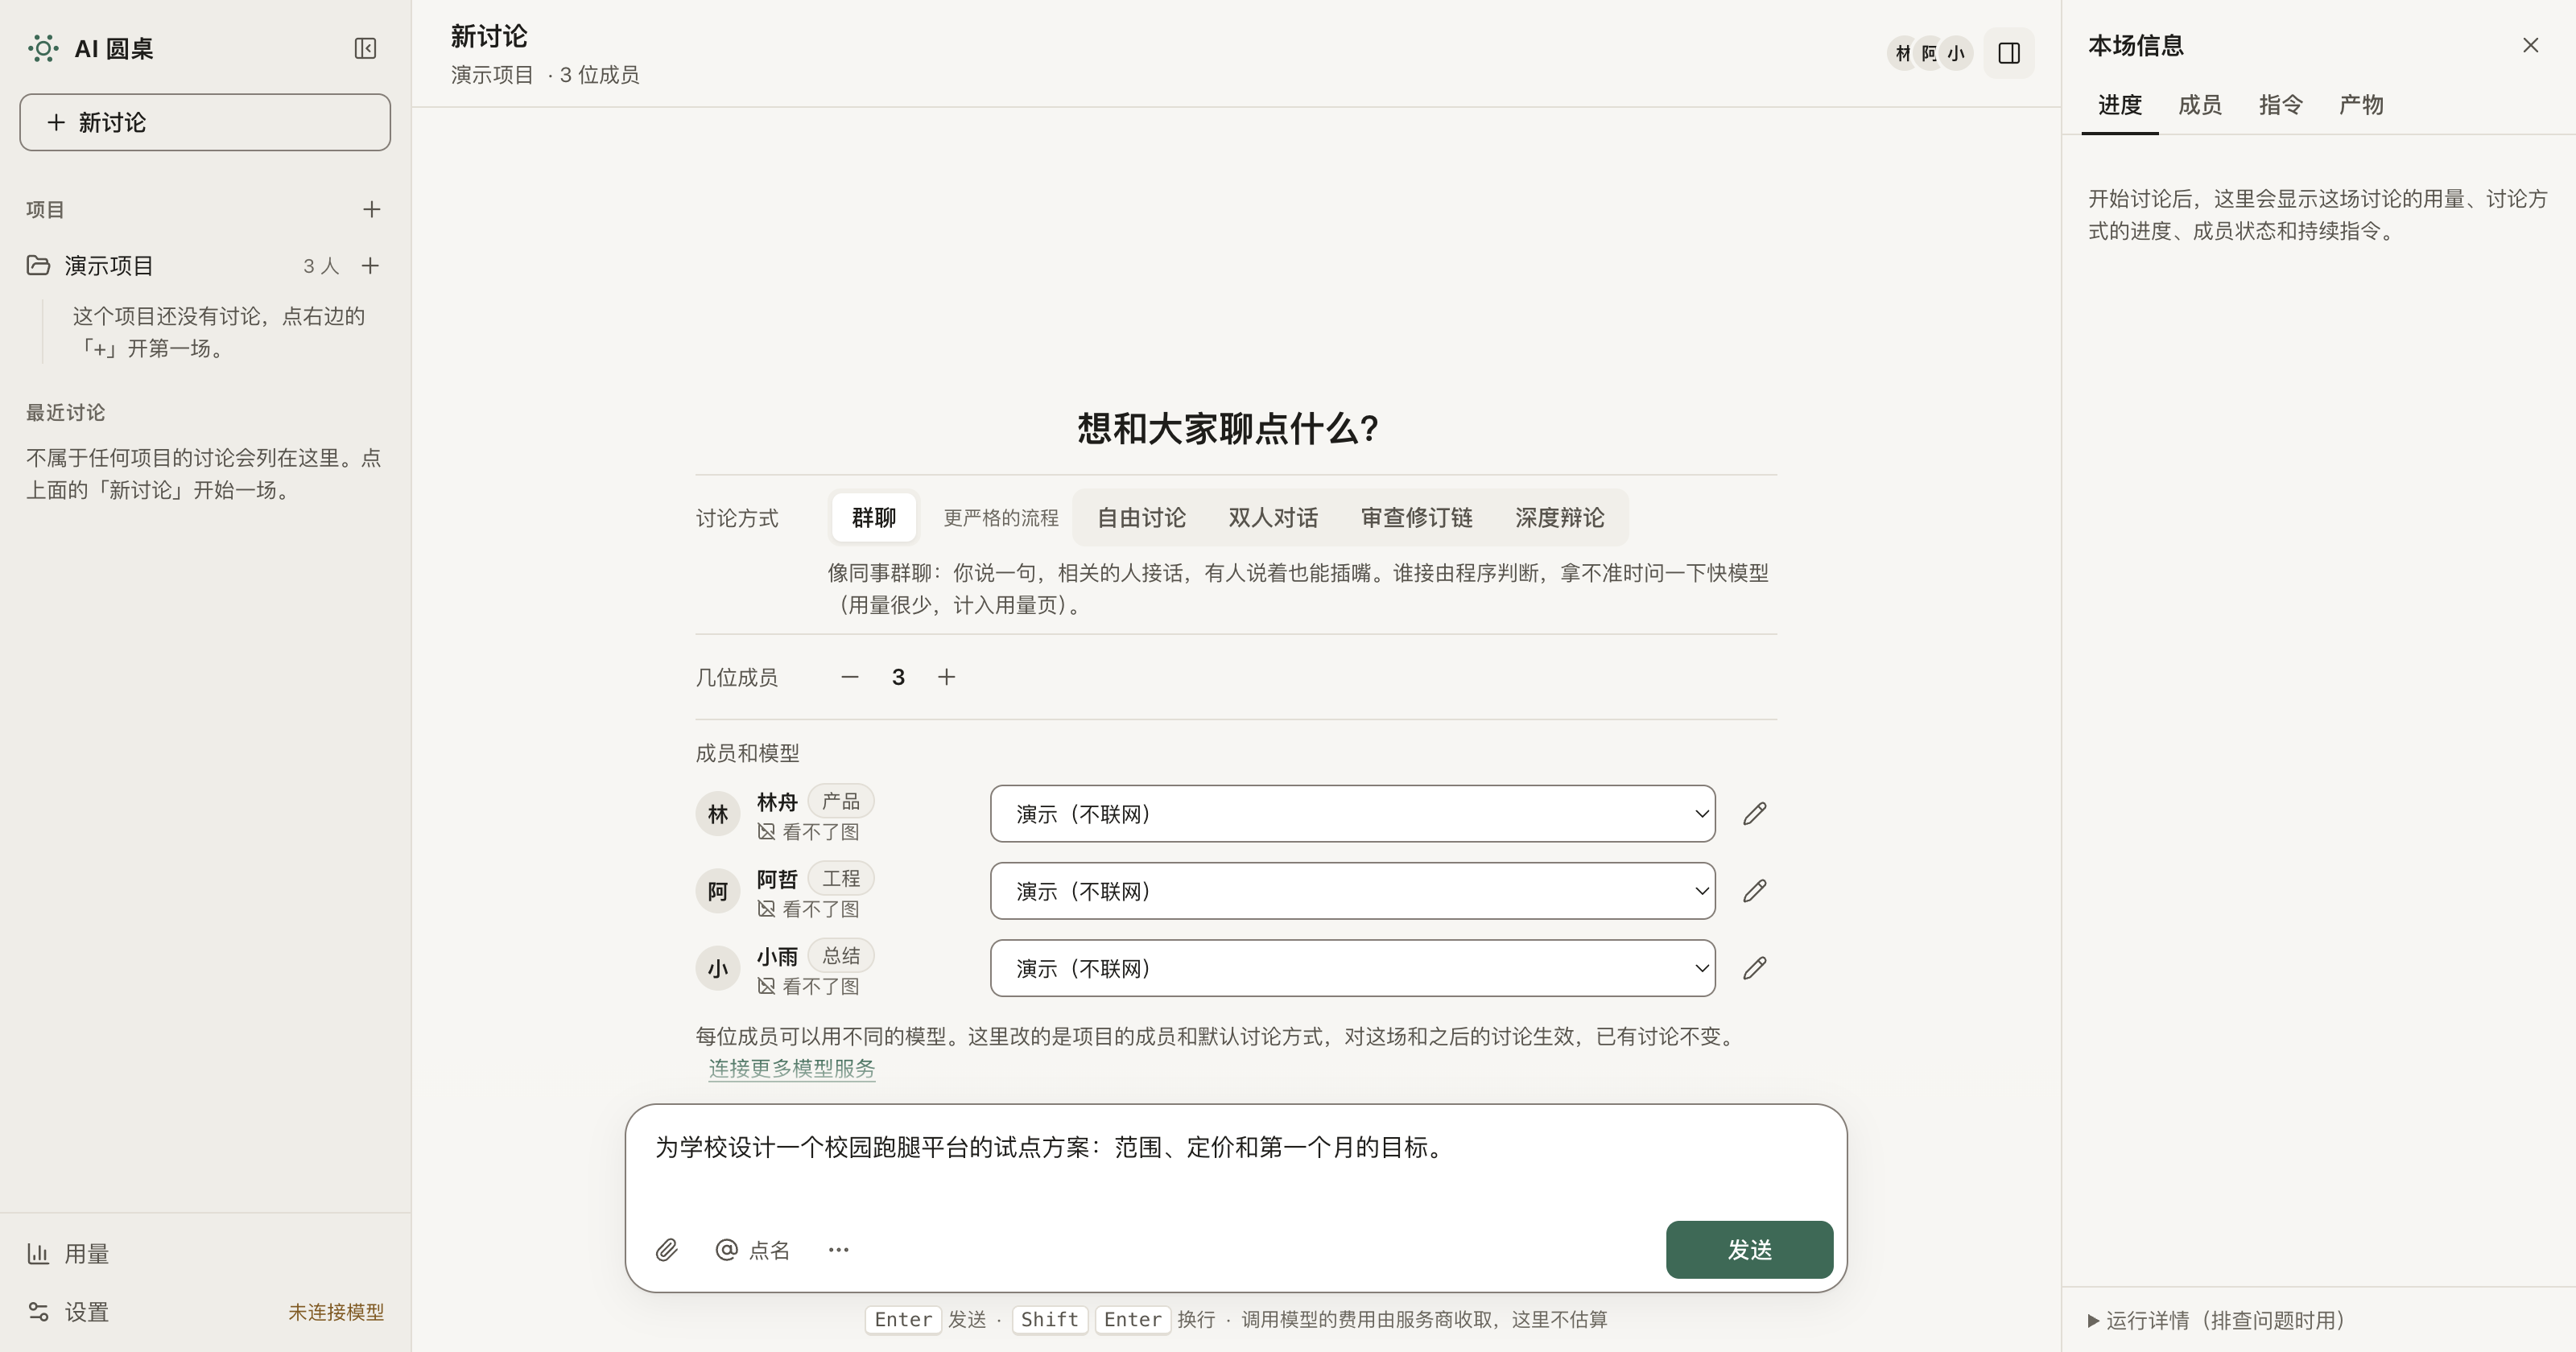 AI 圆桌
新讨论
项目
演示项目 3 人
这个项目还没有讨论，点右边的
「+」开第一场。
最近讨论
不属于任何项目的讨论会列在这里。点
上面的「新讨论」开始一场。
用量
设置 未连接模型
新讨论
演示项目 · 3 位成员
林 阿 小
想和大家聊点什么？
讨论方式 群聊 更严格的流程 自由讨论 双人对话 审查修订链 深度辩论
像同事群聊：你说一句，相关的人接话，有人说着也能插嘴。谁接由程序判断，拿不准时问一下快模型
（用量很少，计入用量页）。
几位成员 3
成员和模型
林 林舟 产品 演示（不联网）
看不了图
阿 阿哲 工程 演示（不联网）
看不了图
小 小雨 总结 演示（不联网）
看不了图
每位成员可以用不同的模型。这里改的是项目的成员和默认讨论方式，对这场和之后的讨论生效，已有讨论不变。
连接更多模型服务
为学校设计一个校园跑腿平台的试点方案：范围、定价和第一个月的目标。
点名 ··· 发送
Enter 发送 · Shift Enter 换行 · 调用模型的费用由服务商收取，这里不估算
本场信息
进度 成员 指令 产物
开始讨论后，这里会显示这场讨论的用量、讨论方
式的进度、成员状态和持续指令。
运行详情（排查问题时用）